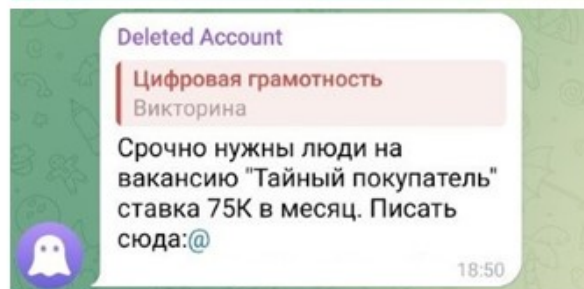 Deleted Account
Цифровая грамотность
Викторина
Срочно нужны люди на
вакансию "Тайный покупатель"
ставка 75К в месяц. Писать
сюда:@
18:50